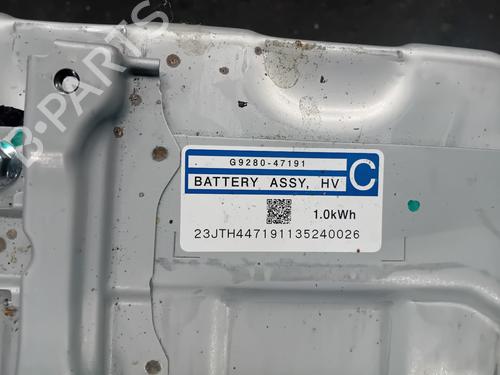 G9280-47191
BATTERY ASSY, HV
C
1.0kWh
23JTH447191135240026
B-PARTS